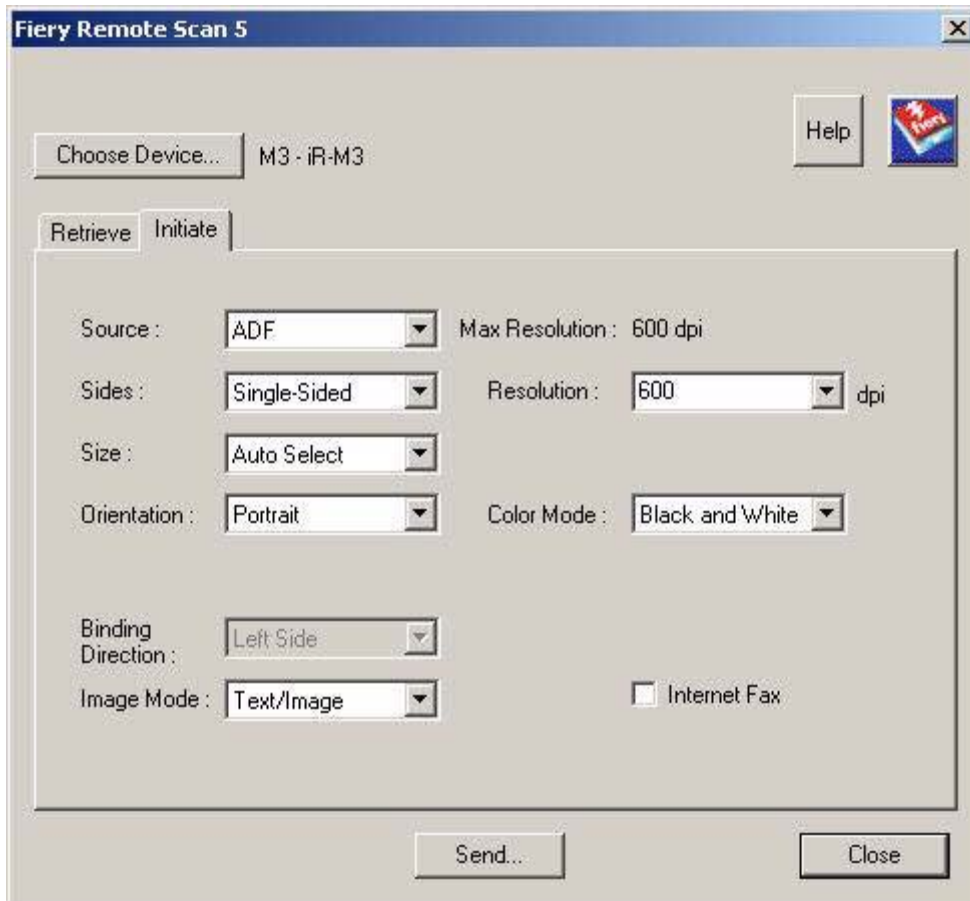 Fiery Remote Scan 5
Help
fiery
Choose Device...
M3 - iR-M3
Retrieve
Initiate
Source :
ADF
Max Resolution :
600 dpi
Sides :
Single-Sided
Resolution :
600
dpi
Size :
Auto Select
Orientation :
Portrait
Color Mode :
Black and White
Binding
Direction :
Left Side
Image Mode :
Text/Image
Internet Fax
Send...
Close